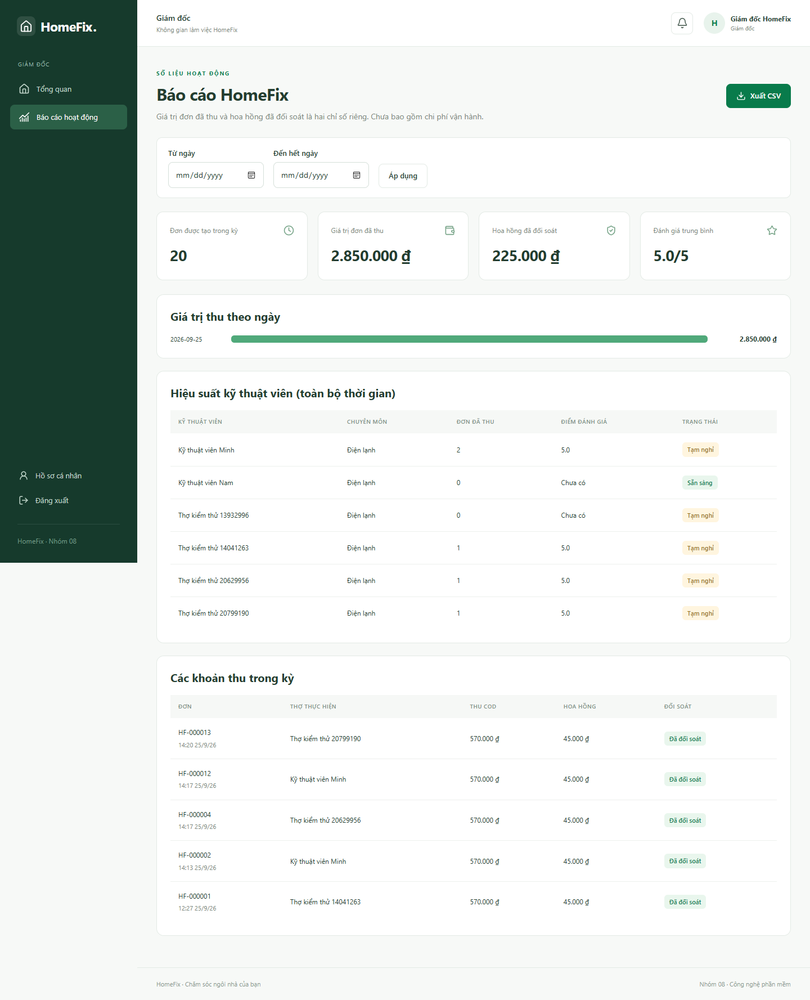 HomeFix.
GIÁM ĐỐC
Tổng quan
Báo cáo hoạt động
Hồ sơ cá nhân
Đăng xuất
HomeFix · Nhóm 08
Giám đốc
Không gian làm việc HomeFix
H
Giám đốc HomeFix
Giám đốc
SỐ LIỆU HOẠT ĐỘNG
Báo cáo HomeFix
Giá trị đơn đã thu và hoa hồng đã đối soát là hai chỉ số riêng. Chưa bao gồm chi phí vận hành.
Xuất CSV
Từ ngày
Đến hết ngày
mm/dd/yyyy
mm/dd/yyyy
Áp dụng
Đơn được tạo trong kỳ
20
Giá trị đơn đã thu
2.850.000 ₫
Hoa hồng đã đối soát
225.000 ₫
Đánh giá trung bình
5.0/5
Giá trị thu theo ngày
2026-09-25 2.850.000 ₫
Hiệu suất kỹ thuật viên (toàn bộ thời gian)
KỸ THUẬT VIÊN CHUYÊN MÔN ĐƠN ĐÃ THU ĐIỂM ĐÁNH GIÁ TRẠNG THÁI
Kỹ thuật viên Minh Điện lạnh 2 5.0 Tạm nghỉ
Kỹ thuật viên Nam Điện lạnh 0 Chưa có Sẵn sàng
Thợ kiểm thử 13932996 Điện lạnh 0 Chưa có Tạm nghỉ
Thợ kiểm thử 14041263 Điện lạnh 1 5.0 Tạm nghỉ
Thợ kiểm thử 20629956 Điện lạnh 1 5.0 Tạm nghỉ
Thợ kiểm thử 20799190 Điện lạnh 1 5.0 Tạm nghỉ
Các khoản thu trong kỳ
ĐƠN THỢ THỰC HIỆN THU COD HOA HỒNG ĐỐI SOÁT
HF-000013
14:20 25/9/26
Thợ kiểm thử 20799190 570.000 ₫ 45.000 ₫ Đã đối soát
HF-000012
14:17 25/9/26
Kỹ thuật viên Minh 570.000 ₫ 45.000 ₫ Đã đối soát
HF-000004
14:17 25/9/26
Thợ kiểm thử 20629956 570.000 ₫ 45.000 ₫ Đã đối soát
HF-000002
14:13 25/9/26
Kỹ thuật viên Minh 570.000 ₫ 45.000 ₫ Đã đối soát
HF-000001
12:27 25/9/26
Thợ kiểm thử 14041263 570.000 ₫ 45.000 ₫ Đã đối soát
HomeFix · Chăm sóc ngôi nhà của bạn
Nhóm 08 · Công nghệ phần mềm